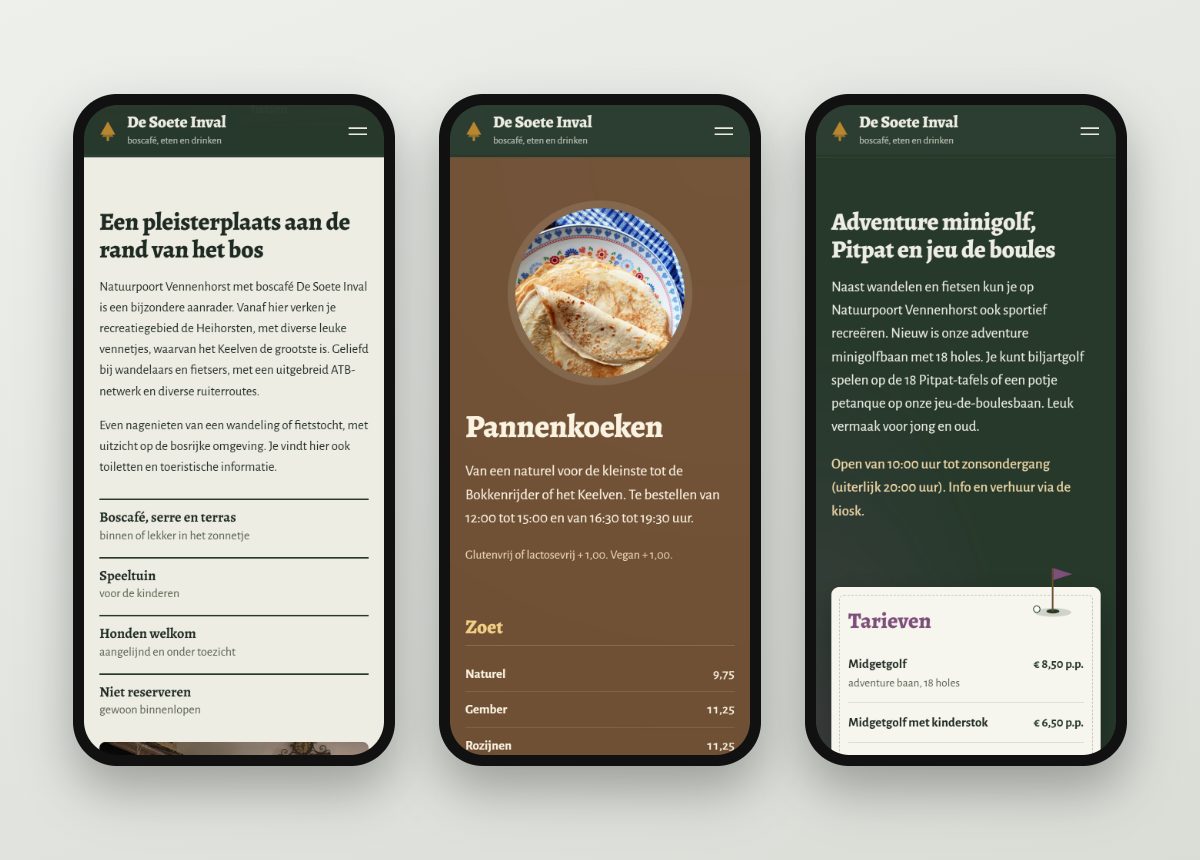 De Soete Inval
boscafé, eten en drinken
Een pleisterplaats aan de
rand van het bos
Natuurpoort Vennenhorst met boscafé De Soete Inval
is een bijzondere aanrader. Vanaf hier verken je
recreatiegebied de Heihorsten, met diverse leuke
vennetjes, waarvan het Keelven de grootste is. Geliefd
bij wandelaars en fietsers, met een uitgebreid ATB-
netwerk en diverse ruiterroutes.
Even nagenieten van een wandeling of fietstocht, met
uitzicht op de bosrijke omgeving. Je vindt hier ook
toiletten en toeristische informatie.
Boscafé, serre en terras
binnen of lekker in het zonnetje
Speeltuin
voor de kinderen
Honden welkom
aangelijnd en onder toezicht
Niet reserveren
gewoon binnenlopen
De Soete Inval
boscafé, eten en drinken
Pannenkoeken
Van een naturel voor de kleinste tot de
Bokkenrijder of het Keelven. Te bestellen van
12:00 tot 15:00 en van 16:30 tot 19:30 uur.
Glutenvrij of lactosevrij + 1,00. Vegan + 1,00.
Zoet
Naturel 9,75
Gember 11,25
Rozijnen 11,25
De Soete Inval
boscafé, eten en drinken
Adventure minigolf,
Pitpat en jeu de boules
Naast wandelen en fietsen kun je op
Natuurpoort Vennenhorst ook sportief
recreëren. Nieuw is onze adventure
minigolfbaan met 18 holes. Je kunt biljartgolf
spelen op de 18 Pitpat-tafels of een potje
petanque op onze jeu-de-boulesbaan. Leuk
vermaak voor jong en oud.
Open van 10:00 uur tot zonsondergang
(uiterlijk 20:00 uur). Info en verhuur via de
kiosk.
Tarieven
Midgetgolf € 8,50 p.p.
adventure baan, 18 holes
Midgetgolf met kinderstok € 6,50 p.p.